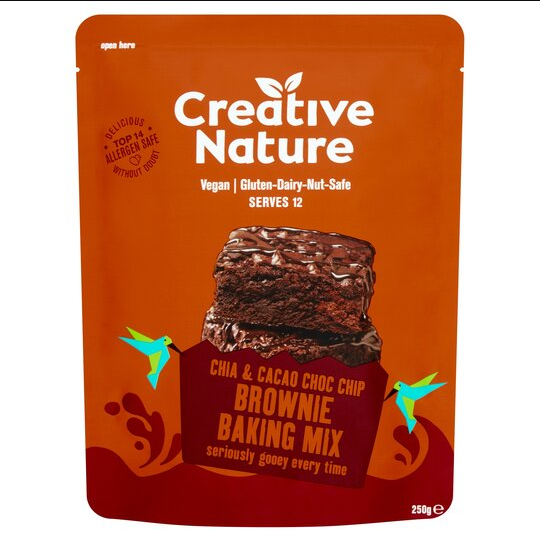 open here
DELICIOUS
TOP 14
ALLERGEN SAFE
WITHOUT DOUBT
Creative
Nature
Vegan | Gluten-Dairy-Nut-Safe
SERVES 12
CHIA & CACAO CHOC CHIP
BROWNIE
BAKING MIX
seriously gooey every time
250g ℮